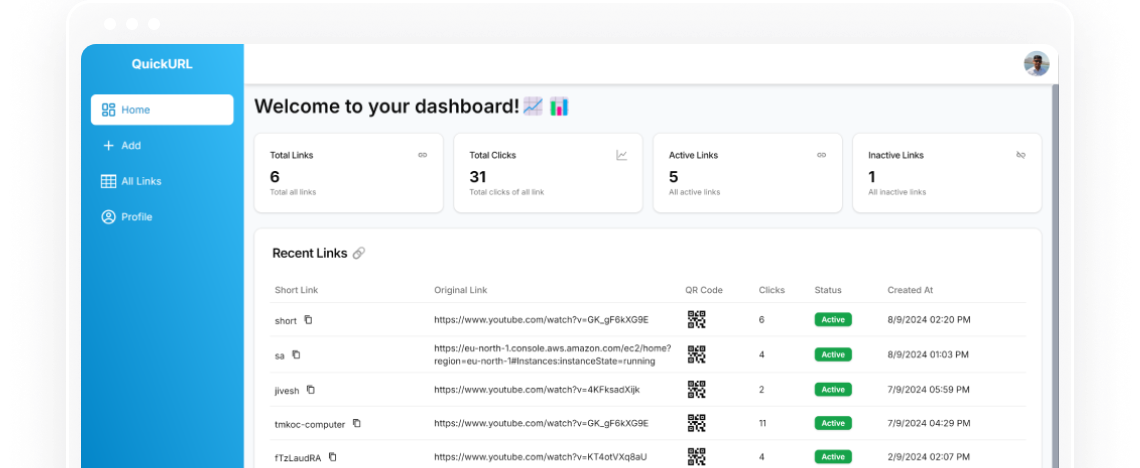 QuickURL
Home
Add
All Links
Profile
Welcome to your dashboard!
Total Links
6
Total all links
Total Clicks
31
Total clicks of all link
Active Links
5
All active links
Inactive Links
1
All inactive links
Recent Links
Short Link Original Link QR Code Clicks Status Created At
short https://www.youtube.com/watch?v=GK_gF6kXG9E 6 Active 8/9/2024 02:20 PM
sa https://eu-north-1.console.aws.amazon.com/ec2/home?
region=eu-north-1#Instances:instanceState=running 4 Active 8/9/2024 01:03 PM
jivesh https://www.youtube.com/watch?v=4KFksadXijk 2 Active 7/9/2024 05:59 PM
tmkoc-computer https://www.youtube.com/watch?v=GK_gF6kXG9E 11 Active 7/9/2024 04:29 PM
fTzLaudRA https://www.youtube.com/watch?v=KT4otVXq8aU 4 Active 2/9/2024 02:07 PM